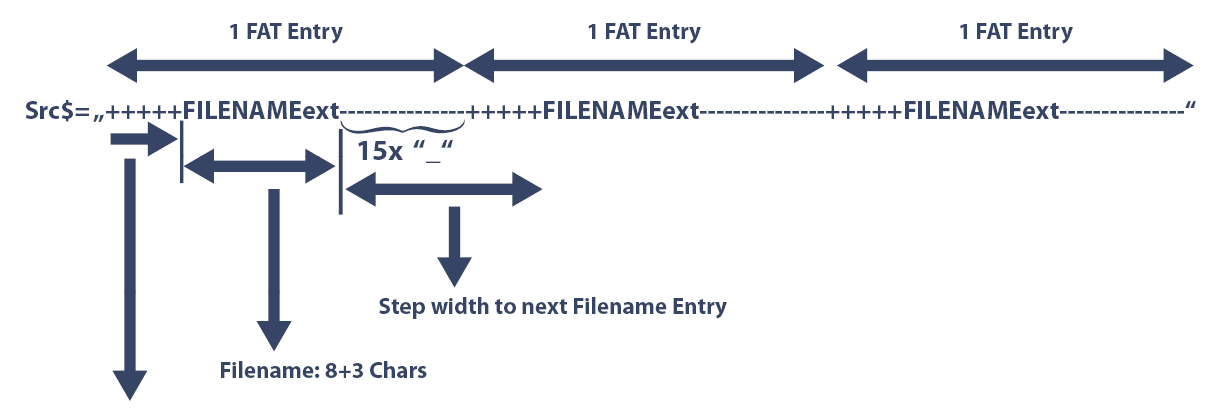 1 FAT Entry 1 FAT Entry 1 FAT Entry
Src$=„+++++FILENAMEext---------------+++++FILENAMEext---------------+++++FILENAMEext---------------“
15x “_“
Step width to next Filename Entry
Filename: 8+3 Chars